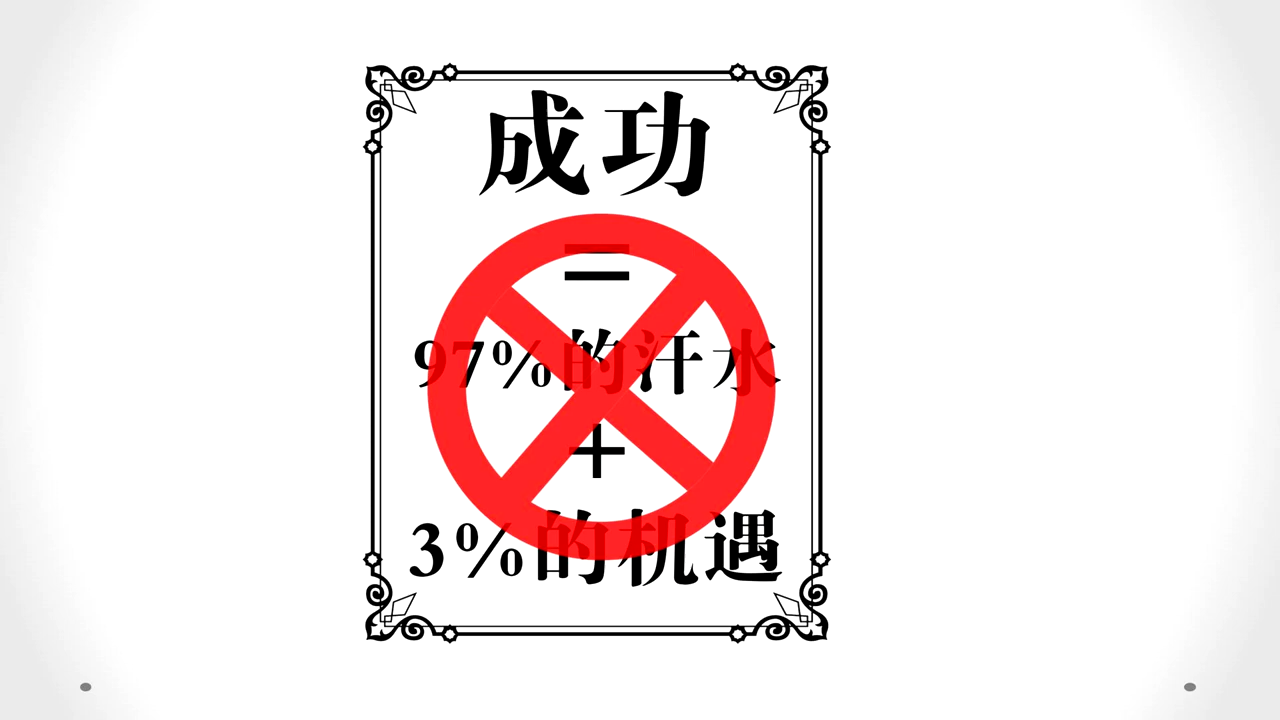 成功
=
97%的汗水
+
3%的机遇